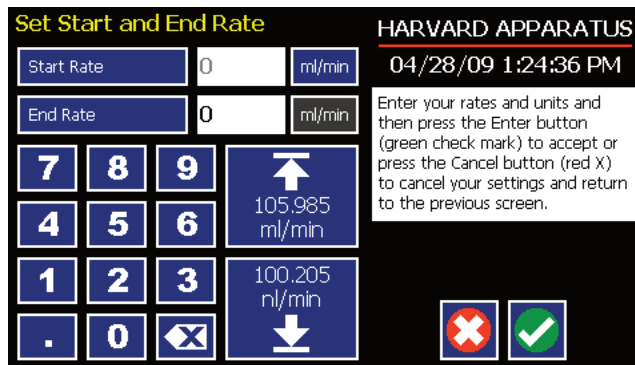 Set Start and End Rate
HARVARD APPARATUS
04/28/09 1:24:36 PM
Start Rate 0 ml/min
End Rate 0 ml/min
Enter your rates and units and
then press the Enter button
(green check mark) to accept or
press the Cancel button (red X)
to cancel your settings and return
to the previous screen.
7 8 9
105.985
ml/min
4 5 6
1 2 3
100.205
nl/min
. 0